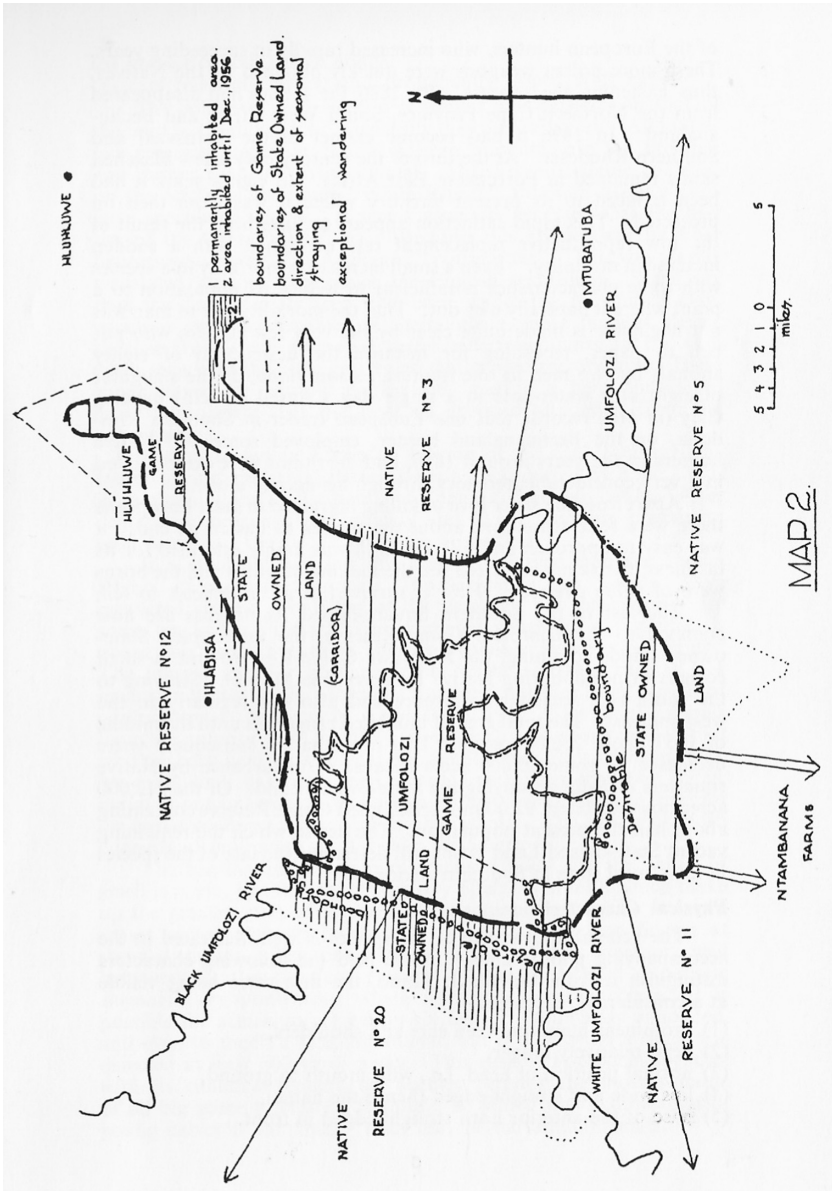 HLUHLUWE
1 permanently inhabited area.
2 area inhabited until Dec., 1956
boundaries of Game Reserve.
boundaries of State Owned Land.
direction & extent of seasonal
straying
exceptional wandering
1
2
N
HLUHLUWE
GAME
RESERVE
NATIVE RESERVE Nº 12
HLABISA
STATE
OWNED
LAND
(CORRIDOR)
NATIVE
RESERVE Nº 3
MTUBATUBA
UMFOLOZI RIVER
BLACK UMFOLOZI RIVER
UMFOLOZI
GAME
RESERVE
LAND
STATE
OWNED
Desirable
boundary
STATE OWNED
LAND
NATIVE RESERVE Nº 5
WHITE UMFOLOZI RIVER
NATIVE
RESERVE Nº 20
NATIVE
RESERVE Nº 11
NTAMBANANA
FARMS
5 4 3 2 1 0 5
miles.
MAP 2.